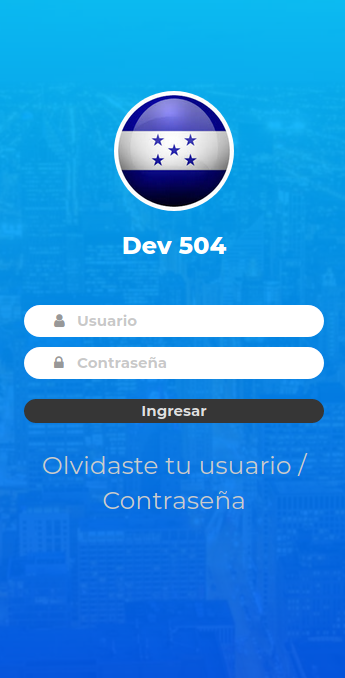 Dev 504
Usuario
Contraseña
Ingresar
Olvidaste tu usuario /
Contraseña